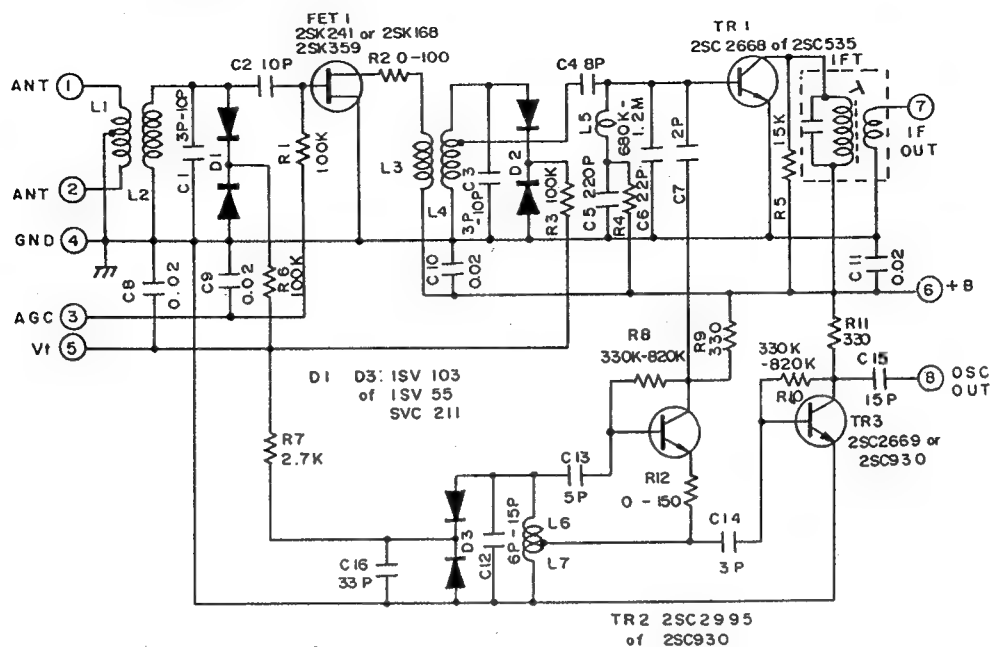 FET 1
2SK241 or 2SK168
2SK359
R2 0-100
TR 1
2SC 2668 of 2SC535
C2 10P
C4 8P
IFT
ANT 1
L1
L2
3P-10P
C1
D1
R1
100K
L3
L4
3P-10P
C3
D2
R3 100K
L5
680K-1.2M
C5 220P
R4
C6 22P
2P
C7
15K
R5
7
IF
OUT
ANT 2
GND 4
C8
0.02
C9
0.02
R6
100K
C10
0.02
C11
0.02
6 +B
AGC 3
Vt 5
D1 D3: 1SV 103
of 1SV 55
SVC 211
R8
330K-820K
R9
330
R11
330
330K
-820K
R10
C15
15P
8 OSC
OUT
TR3
2SC2669 or
2SC930
R7
2.7K
C13
5P
R12
0-150
C14
3P
D3
C12
6P-15P
L6
L7
C16
33P
TR2 2SC2995
of 2SC930